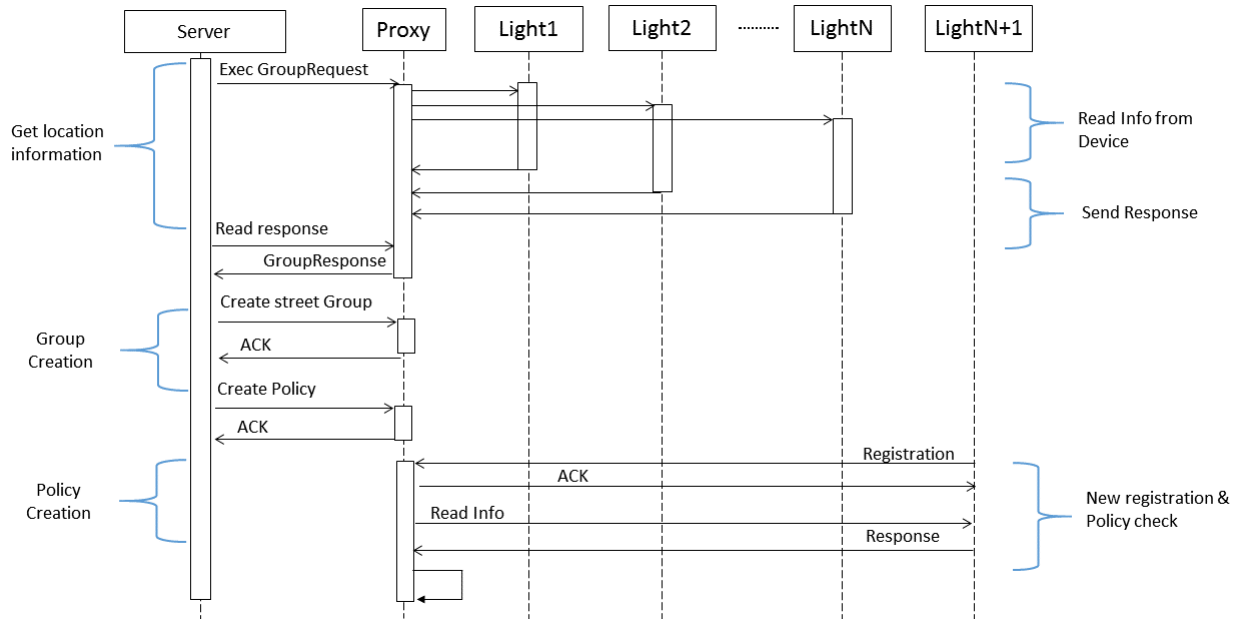 Server
Proxy
Light1
Light2
........
LightN
LightN+1
Exec GroupRequest
Get location
information
Read Info from
Device
Send Response
Read response
GroupResponse
Create street Group
Group
Creation
ACK
Create Policy
ACK
Registration
ACK
Policy
Creation
Read Info
New registration &
Policy check
Response